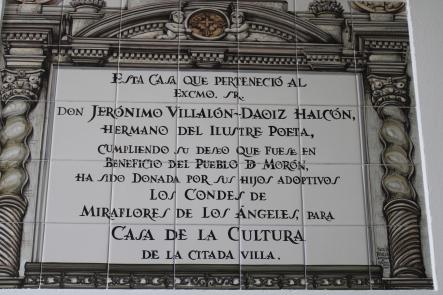 ESTA CASA QUE PERTENECIÓ AL
EXCMO. SR.
DON JERÓNIMO VILLALÓN-DAOIZ HALCÓN,
HERMANO DEL ILUSTRE POETA,
CUMPLIENDO SU DESEO QUE FUESE EN
BENEFICIO DEL PUEBLO D MORÓN,
HA SIDO DONADA POR SUS HIJOS ADOPTIVOS
LOS CONDES DE
MIRAFLORES DE LOS ÁNGELES, PARA
CASA DE LA CULTURA
DE LA CITADA VILLA.